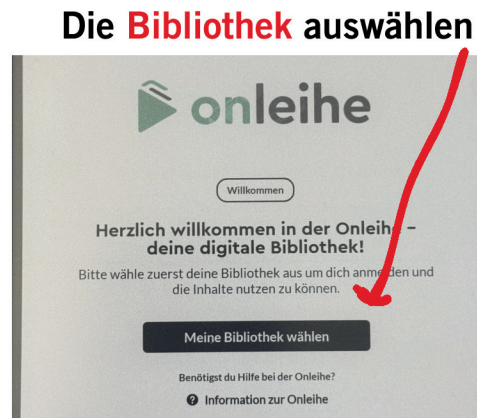 Die Bibliothek auswählen
onleihe
Willkommen
Herzlich willkommen in der Onleihe –
deine digitale Bibliothek!
Bitte wähle zuerst deine Bibliothek aus um dich anmelden und
die Inhalte nutzen zu können.
Meine Bibliothek wählen
Benötigst du Hilfe bei der Onleihe?
? Information zur Onleihe